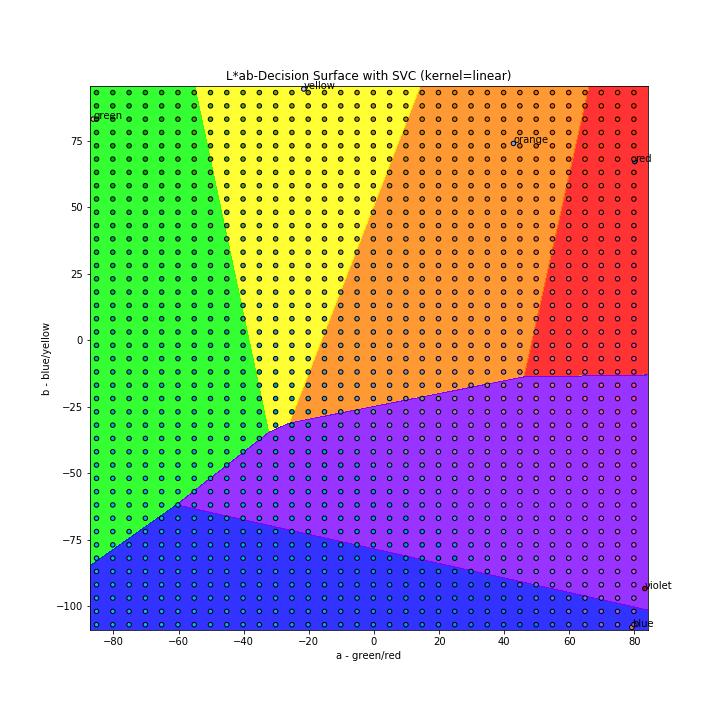 L*ab-Decision Surface with SVC (kernel=linear)
yellow
green
orange
red
violet
blue
75
50
25
0
−25
−50
−75
−100
b - blue/yellow
−80
−60
−40
−20
0
20
40
60
80
a - green/red